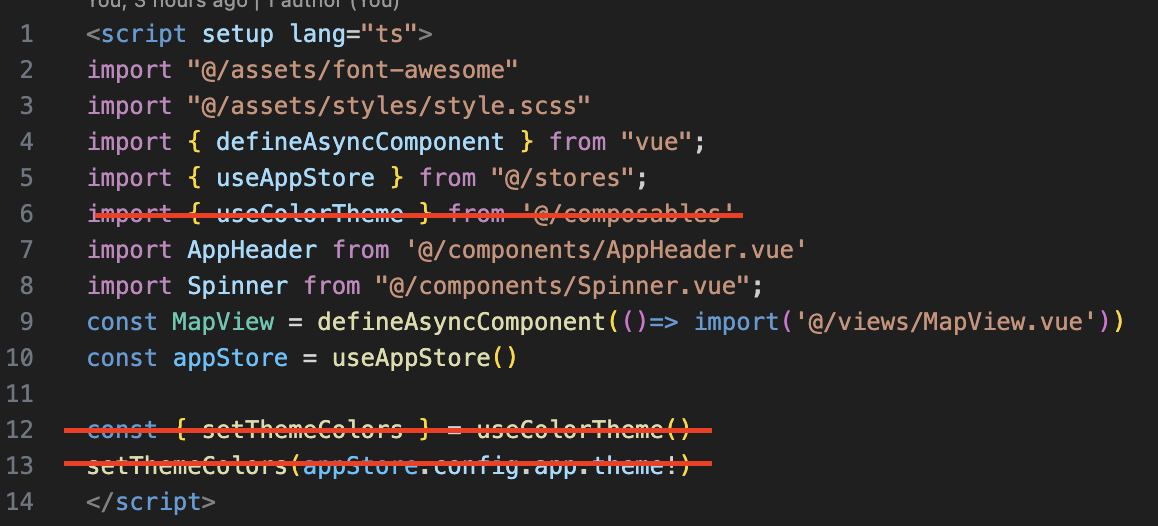 You, 3 hours ago | 1 author (You)
1 <script setup lang="ts">
2 import "@/assets/font-awesome"
3 import "@/assets/styles/style.scss"
4 import { defineAsyncComponent } from "vue";
5 import { useAppStore } from "@/stores";
6 import { useColorTheme } from '@/composables'
7 import AppHeader from '@/components/AppHeader.vue'
8 import Spinner from "@/components/Spinner.vue";
9 const MapView = defineAsyncComponent(()=> import('@/views/MapView.vue'))
10 const appStore = useAppStore()
11
12 const { setThemeColors } = useColorTheme()
13 setThemeColors(appStore.config.app.theme!)
14 </script>